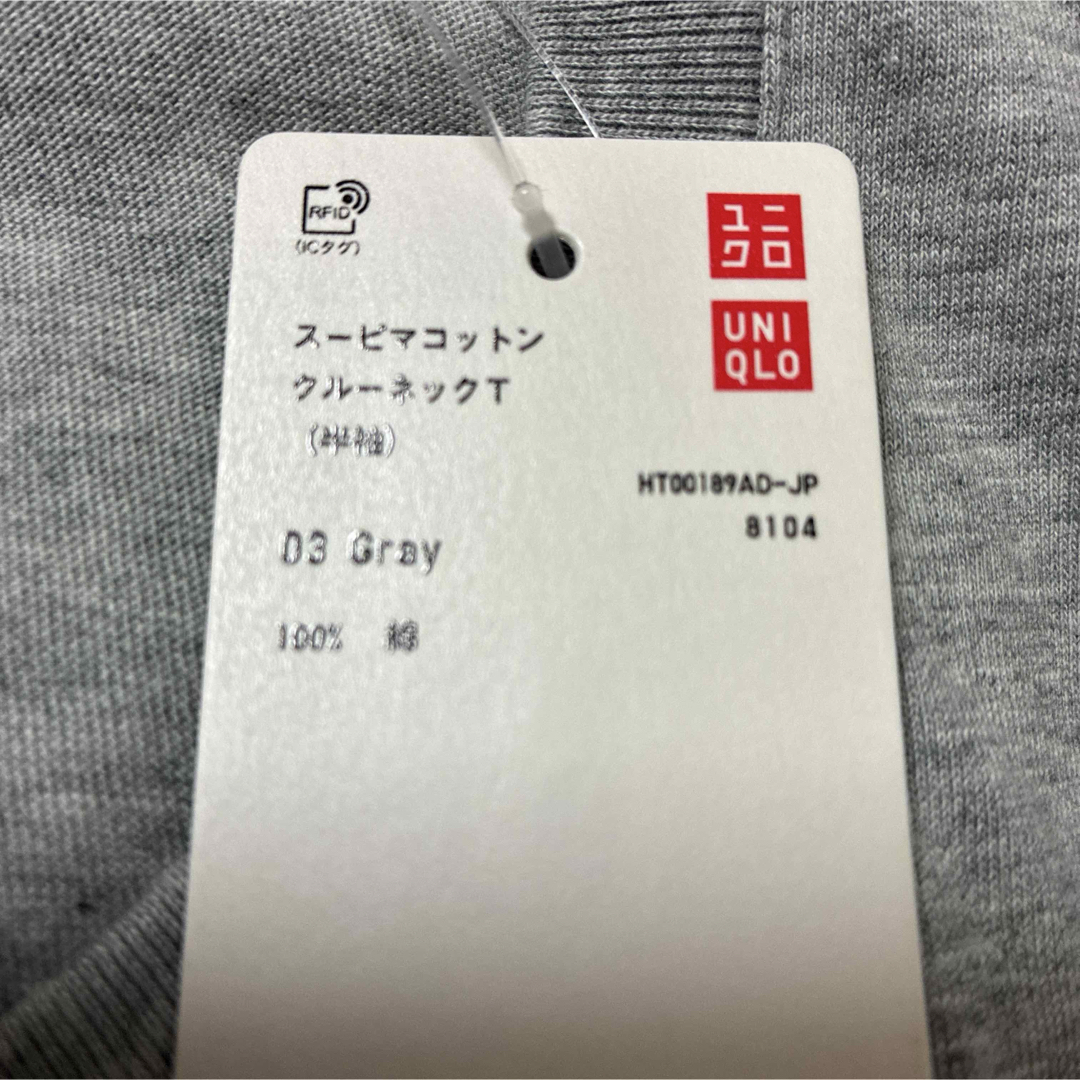 RFID
(ICタグ)
ユニ
クロ
UNI
QLO
スーピマコットン
クルーネックT
(半袖)
HT00189AD-JP
8104
03 Gray
100% 綿